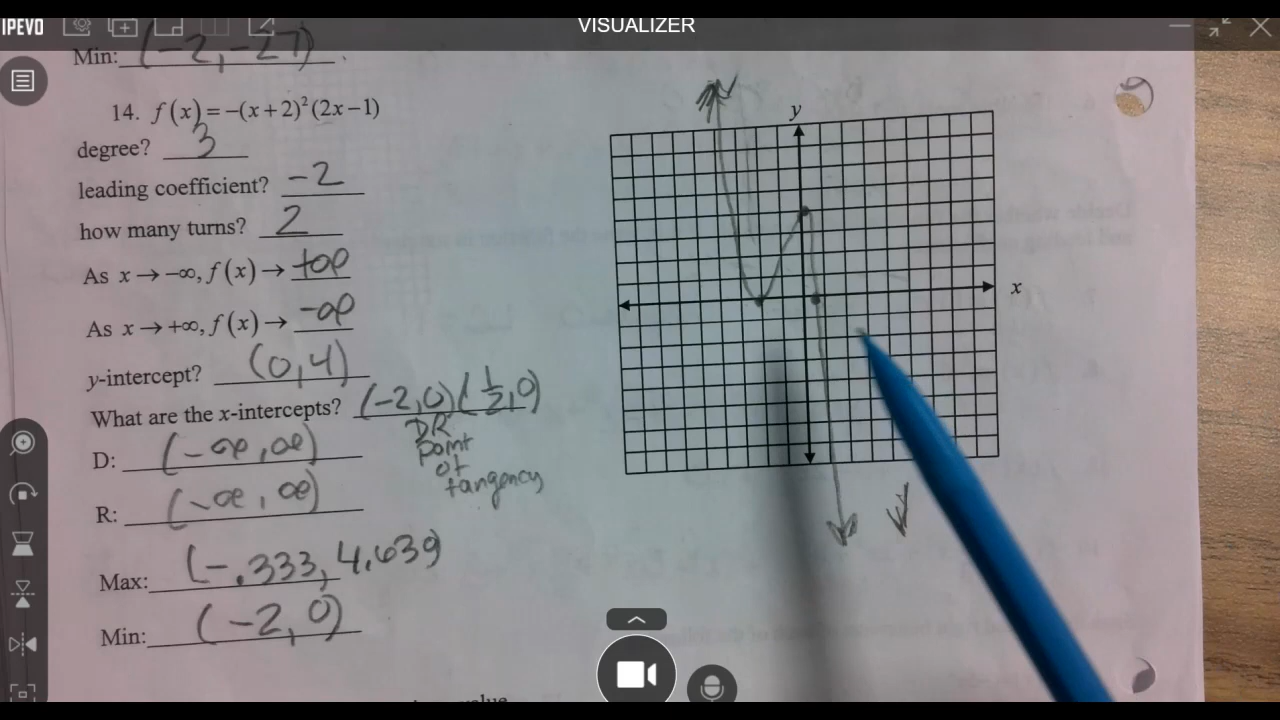 IPEVO
VISUALIZER
Min: (-2, -27)
14. f(x) = -(x+2)²(2x-1)
degree? 3
leading coefficient? -2
how many turns? 2
As x → -∞, f(x) → +∞
As x → +∞, f(x) → -∞
y-intercept? (0,4)
What are the x-intercepts? (-2,0) (1/2,0)
DR
point
of
tangency
D: (-∞, ∞)
R: (-∞, ∞)
Max: (-.333, 4.639)
Min: (-2, 0)
y
x